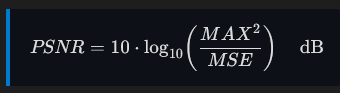 PSNR = 10 · log₁₀(MAX²/MSE) dB